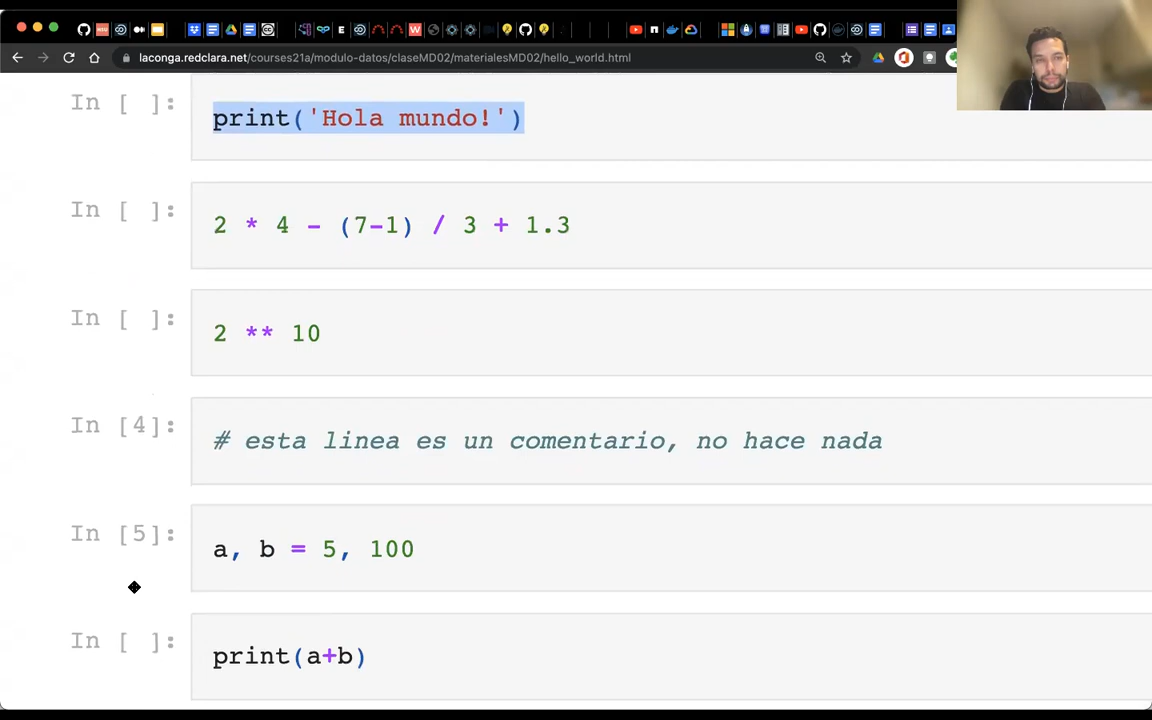 laconga.redclara.net/courses21a/modulo-datos/claseMD02/materialesMD02/hello_world.html
In [ ]: print('Hola mundo!')
In [ ]: 2 * 4 - (7-1) / 3 + 1.3
In [ ]: 2 ** 10
In [4]: # esta linea es un comentario, no hace nada
In [5]: a, b = 5, 100
In [ ]: print(a+b)